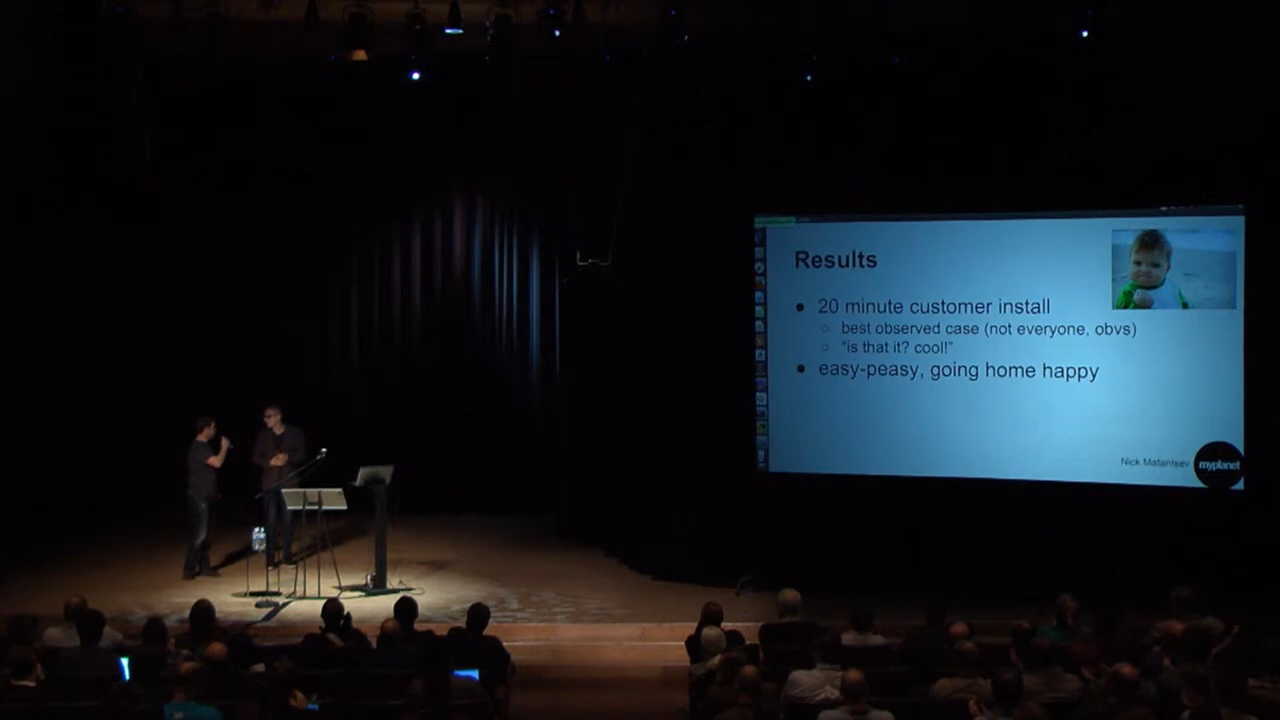 Results
20 minute customer install
best observed case (not everyone, obvs)
"is that it? cool!"
easy-peasy, going home happy
Nick Matantsev
myplanet